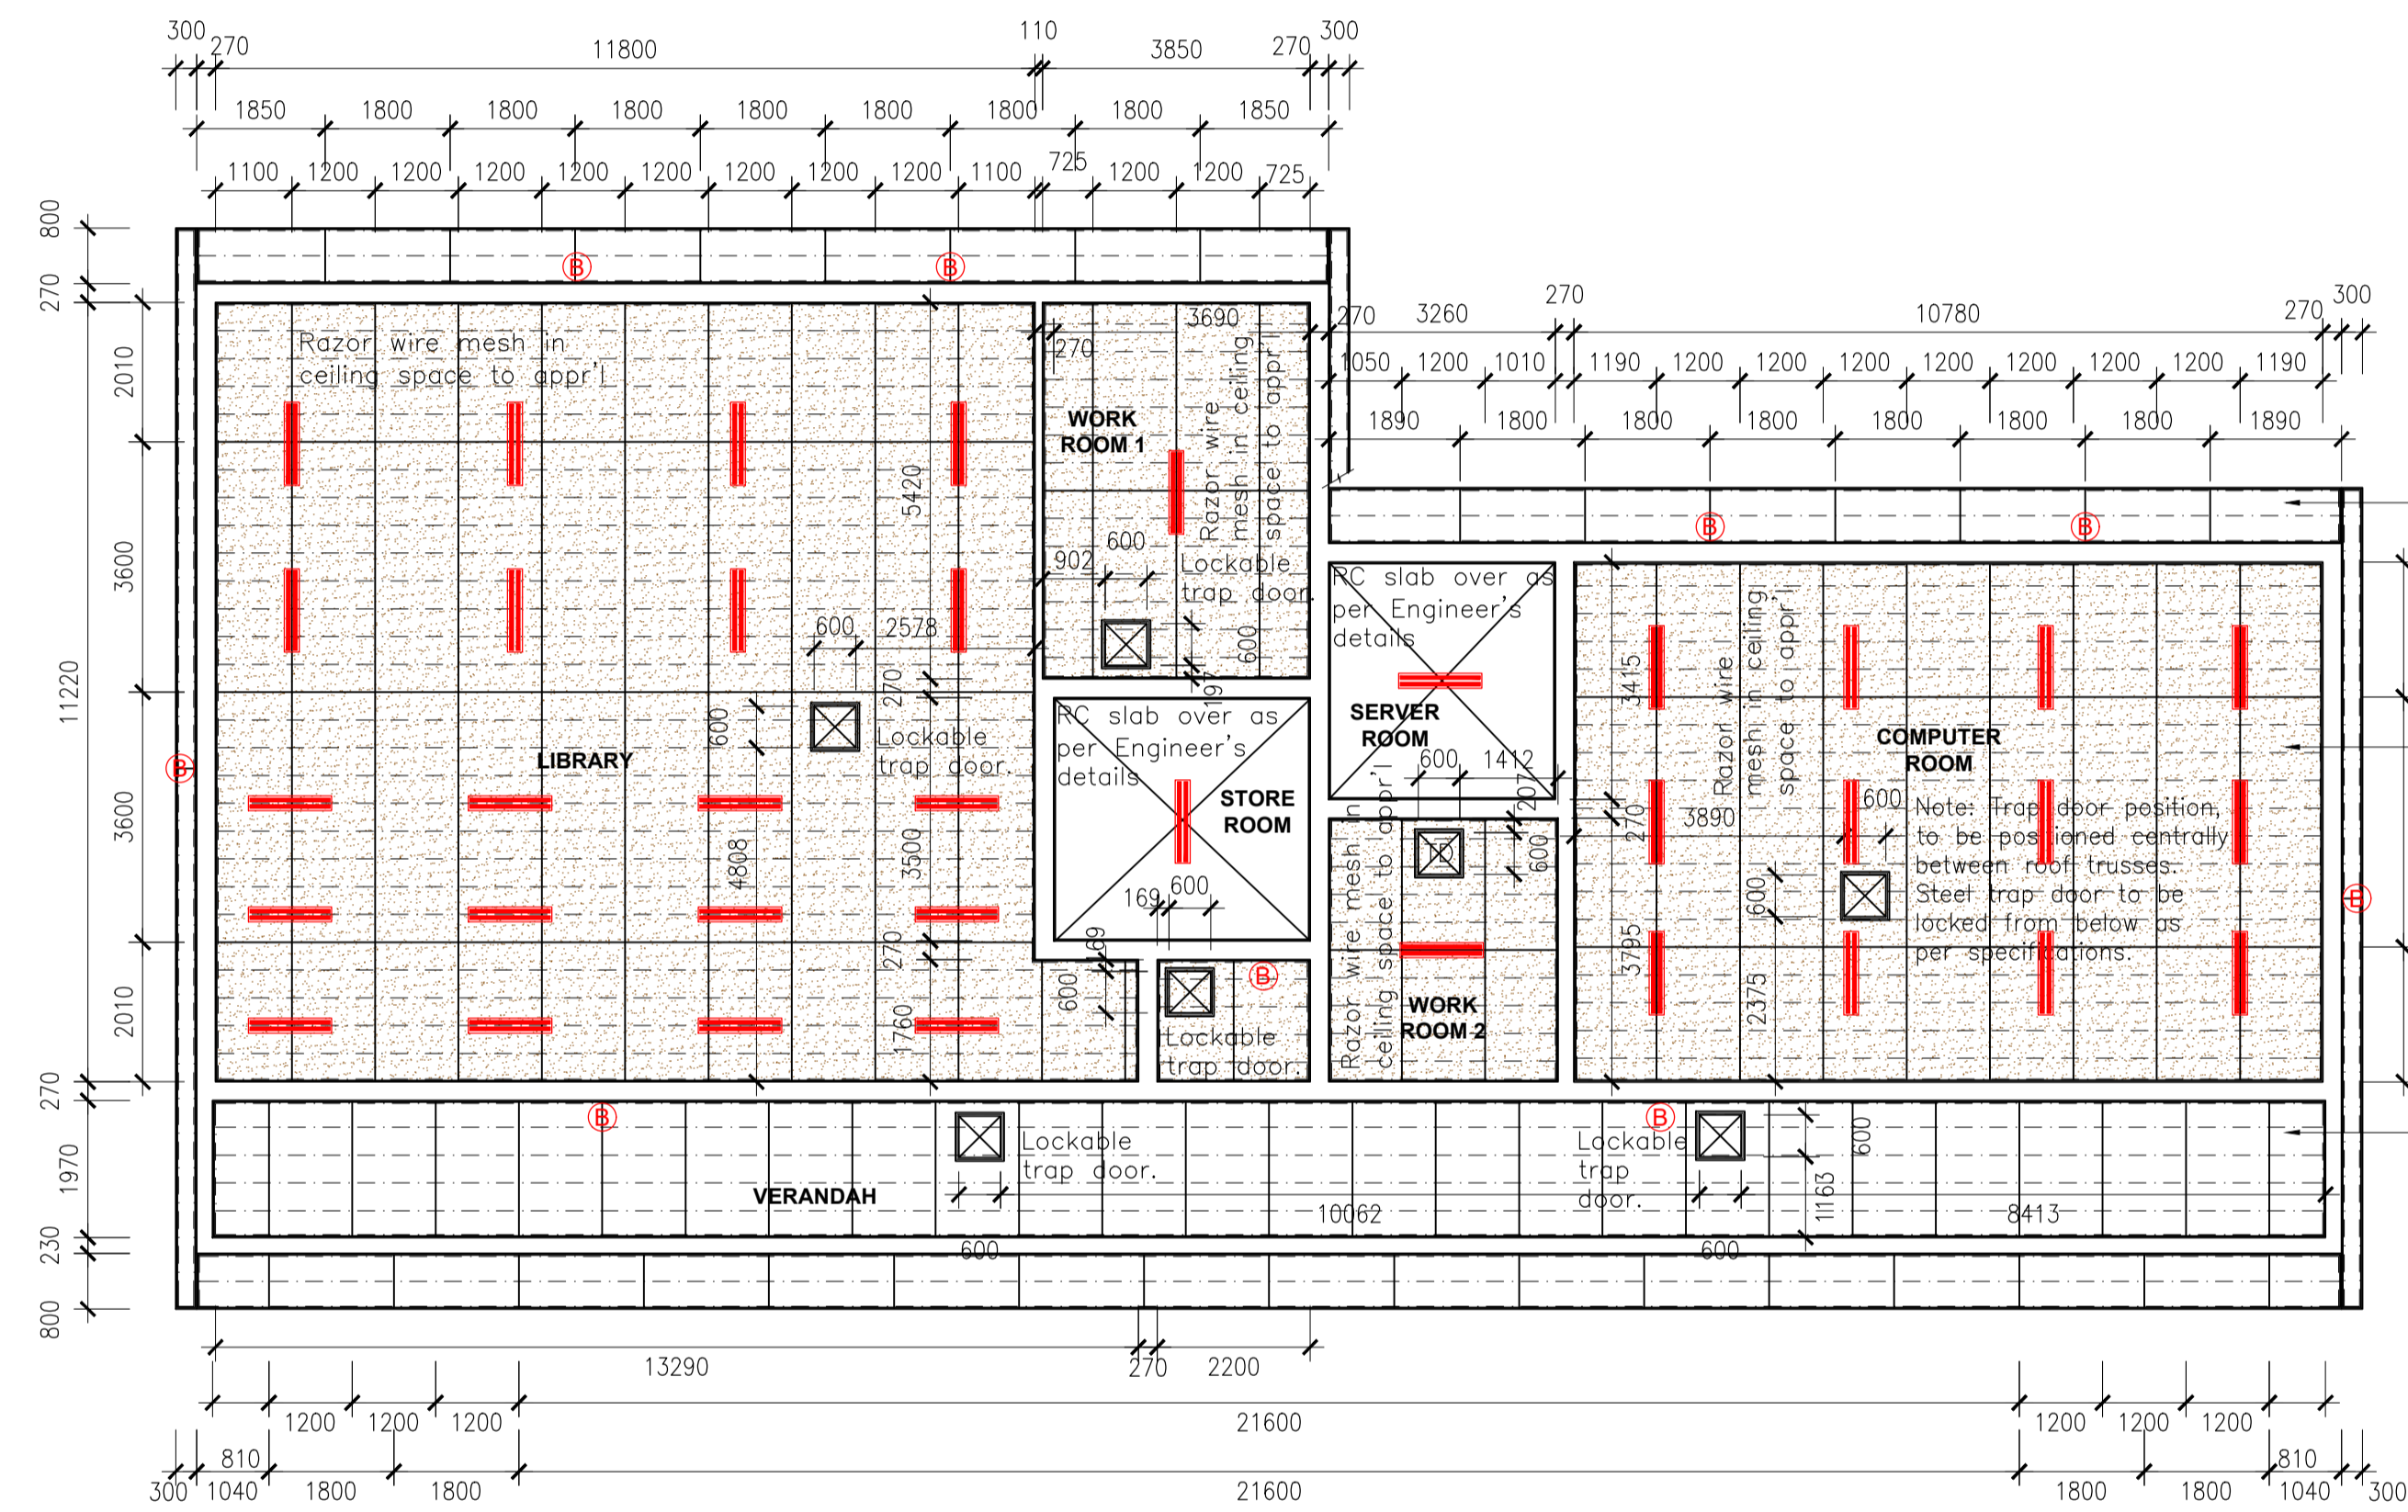 300
270
11800
110
3850
270
300
1850
1800
1800
1800
1800
1800
1800
1800
1850
1100
1200
1200
1200
1200
1200
1200
1200
1200
1100
725
1200
1200
725
800
270
2010
3600
11220
3600
2010
270
1970
230
800
B
B
Razor wire mesh in
ceiling space to appr'l
3690
270
WORK
ROOM 1
Razor wire
mesh in ceiling
space to appr'l
5420
902
600
Lockable
trap door.
600
197
600
2578
270
600
Lockable
trap door.
LIBRARY
B
4808
3500
270
1760
RC slab over as
per Engineer's
details
STORE
ROOM
169
600
69
600
B
Lockable
trap door.
270
3260
270
10780
270
300
1050
1200
1010
1190
1200
1200
1200
1200
1200
1200
1200
1190
1890
1800
1800
1800
1800
1800
1800
1890
B
B
RC slab over as
per Engineer's
details
SERVER
ROOM
600
1412
207
600
TD
Razor wire mesh in
ceiling space to appr'l
WORK
ROOM 2
3415
Razor wire
mesh in ceiling
space to appr'l
COMPUTER
ROOM
270
3890
600
Note: Trap door position,
to be positioned centrally
between roof trusses.
Steel trap door to be
locked from below as
per specifications.
600
3795
2375
B
B
Lockable
trap door.
VERANDAH
10062
600
B
Lockable
trap
door.
600
1163
600
8413
13290
270
2200
1200
1200
1200
21600
1200
1200
1200
300
810
1040
1800
1800
21600
1800
1800
810
1040
300